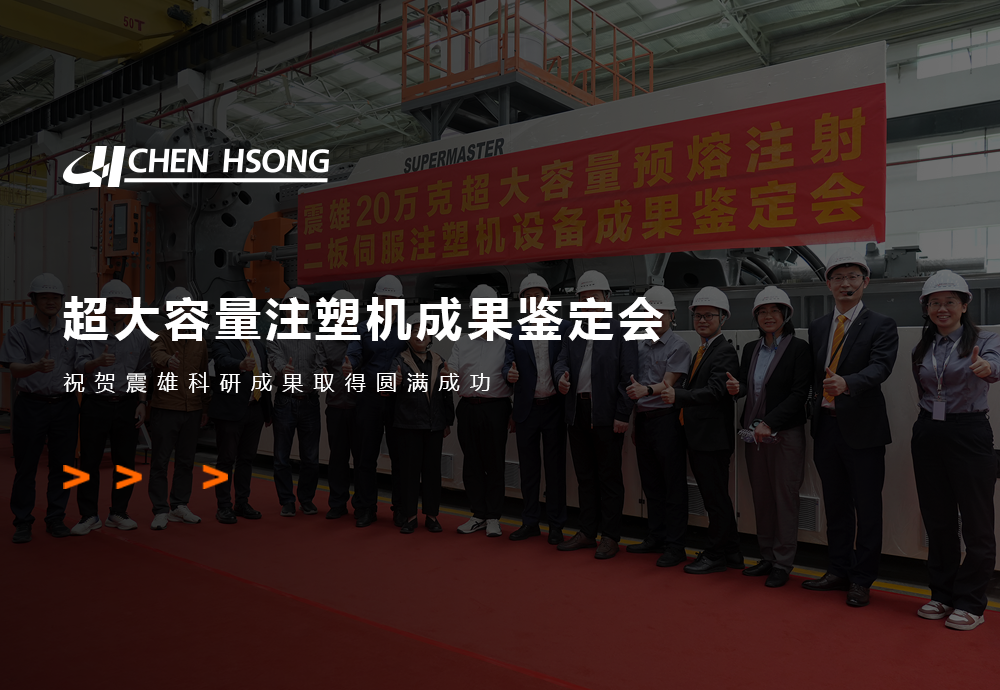 50T
CHEN HSONG
SUPERMASTER
震雄20万克超大容量预熔注射
二板伺服注塑机设备成果鉴定会
超大容量注塑机成果鉴定会
祝贺震雄科研成果取得圆满成功
> > >